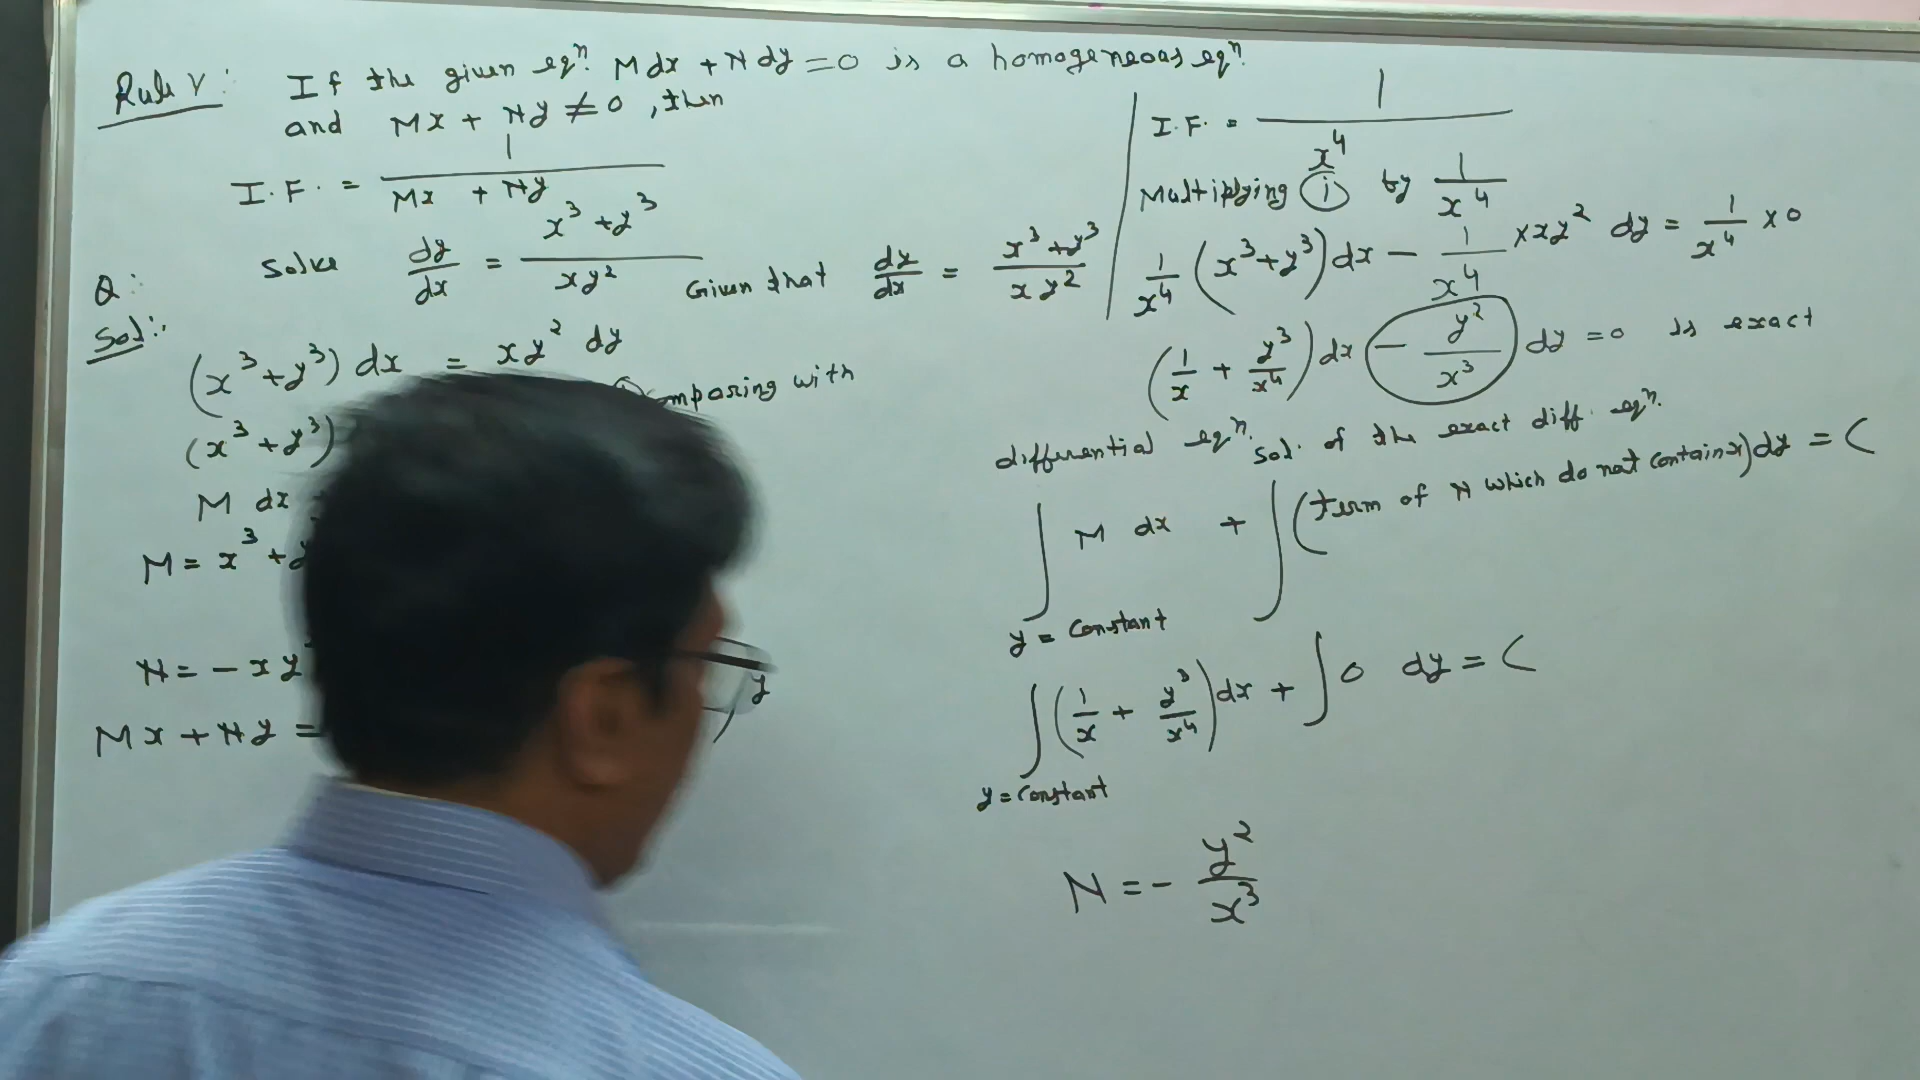 Rule V: If the given eqⁿ. Mdx + Ndy = 0 is a homogeneous eqⁿ.
and Mx + Ny ≠ 0, then
I.F. = 1 / (Mx + Ny)
Q: Solve dy/dx = (x³ + y³) / (xy²)
Sol:. Given that dy/dx = (x³ + y³) / (xy²)
(x³ + y³) dx = xy² dy
(x³ + y³)
omparing with
M dx
M = x³ +
N = - xy
y
Mx + Ny =
I.F. = 1 / x⁴
Multiplying (i) by 1/x⁴
1/x⁴ (x³ + y³) dx - 1/x⁴ × xy² dy = 1/x⁴ × 0
(1/x + y³/x⁴) dx - y²/x³ dy = 0 is exact
differential eqⁿ. Sol. of the exact diff. eqⁿ.
∫ M dx + ∫ (term of N which do not contain x) dy = C
y = constant
∫ (1/x + y³/x⁴) dx + ∫ 0 dy = C
y = constant
N = - y²/x³